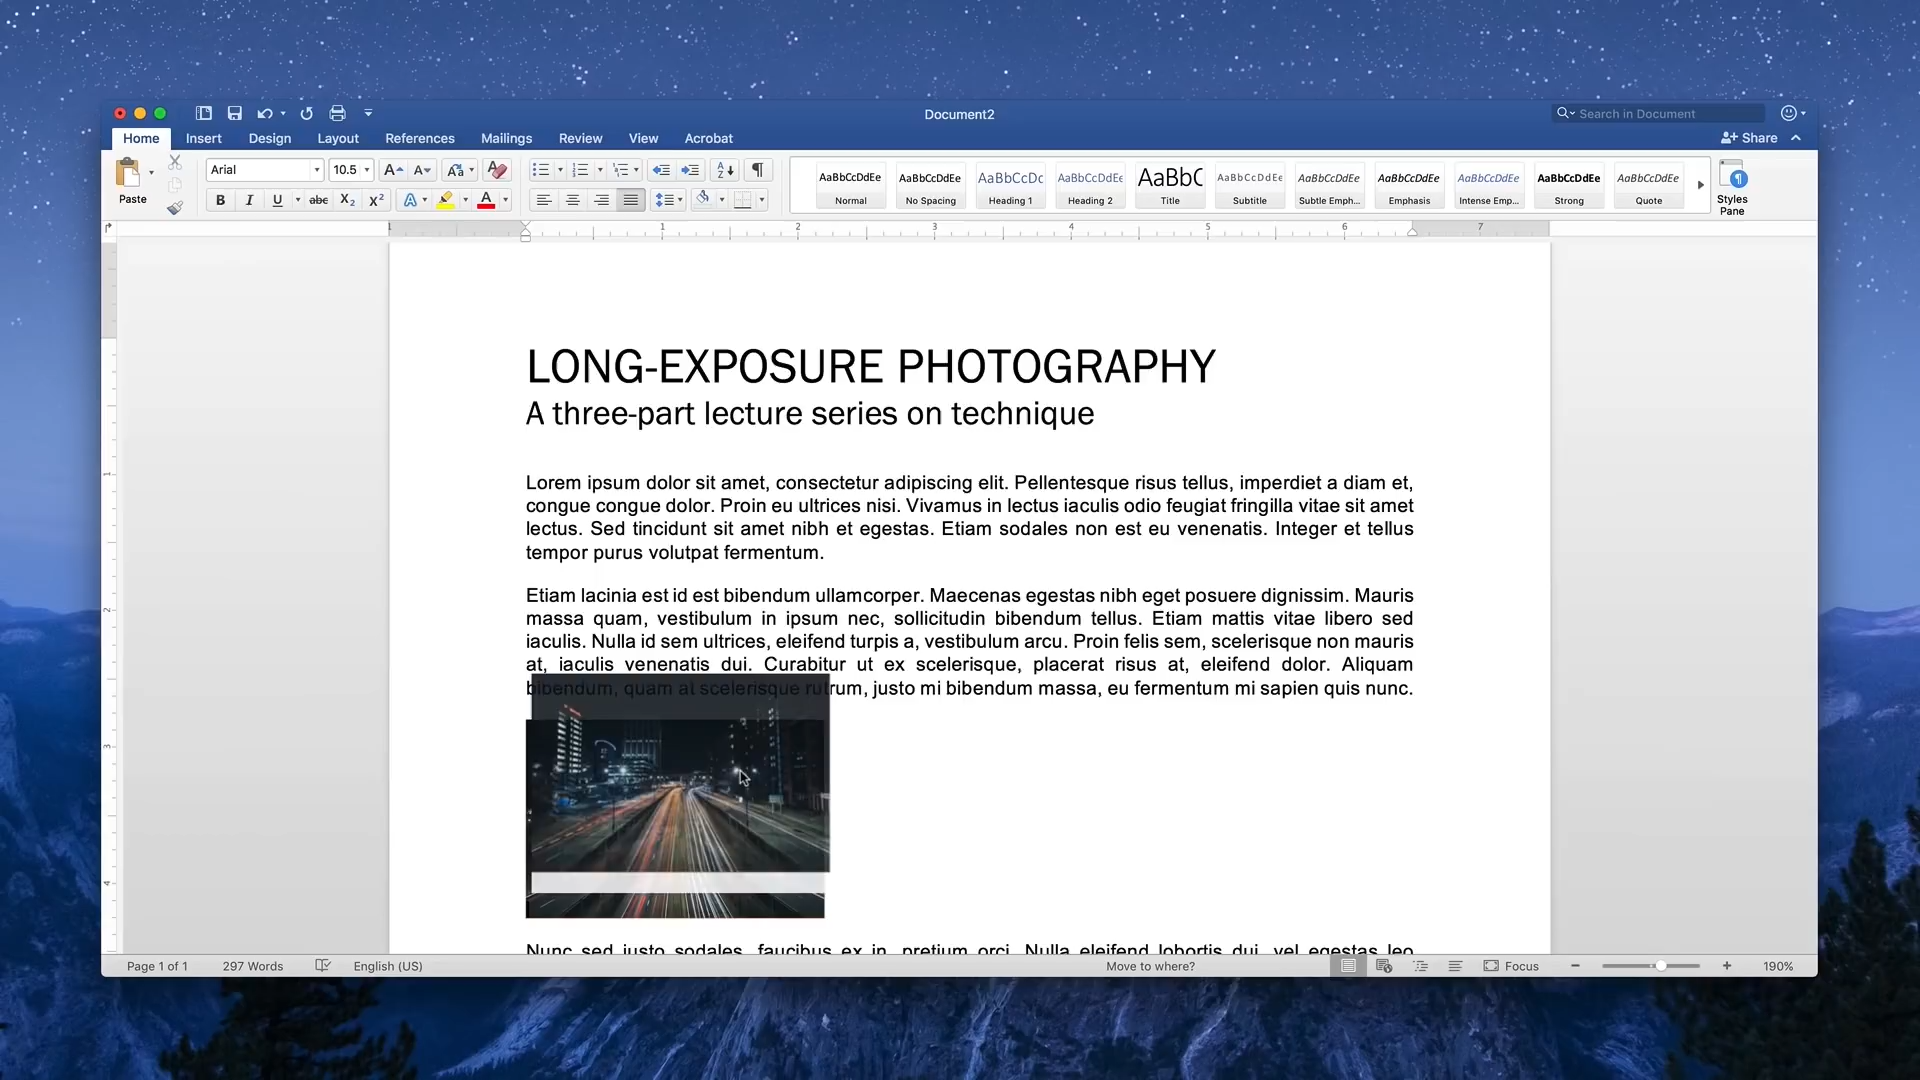 Document2
Search in Document
Home Insert Design Layout References Mailings Review View Acrobat
Share
Paste
Arial 10.5
AaBbCcDdEe AaBbCcDdEe AaBbCcDc AaBbCcDdEe AaBbC AaBbCcDdEe AaBbCcDdEe AaBbCcDdEe AaBbCcDdEe AaBbCcDdEe AaBbCcDdEe
Normal No Spacing Heading 1 Heading 2 Title Subtitle Subtle Emph... Emphasis Intense Emp... Strong Quote
Styles
Pane
1 1 2 3 4 5 6 7
LONG-EXPOSURE PHOTOGRAPHY
A three-part lecture series on technique
Lorem ipsum dolor sit amet, consectetur adipiscing elit. Pellentesque risus tellus, imperdiet a diam et,
congue congue dolor. Proin eu ultrices nisi. Vivamus in lectus iaculis odio feugiat fringilla vitae sit amet
lectus. Sed tincidunt sit amet nibh et egestas. Etiam sodales non est eu venenatis. Integer et tellus
tempor purus volutpat fermentum.
Etiam lacinia est id est bibendum ullamcorper. Maecenas egestas nibh eget posuere dignissim. Mauris
massa quam, vestibulum in ipsum nec, sollicitudin bibendum tellus. Etiam mattis vitae libero sed
iaculis. Nulla id sem ultrices, eleifend turpis a, vestibulum arcu. Proin felis sem, scelerisque non mauris
at, iaculis venenatis dui. Curabitur ut ex scelerisque, placerat risus at, eleifend dolor. Aliquam
bibendum, quam at scelerisque rutrum, justo mi bibendum massa, eu fermentum mi sapien quis nunc.
Nunc sed justo sodales, faucibus ex in, pretium orci. Nulla eleifend lobortis dui, vel egestas leo
Page 1 of 1 297 Words English (US) Move to where? Focus 190%